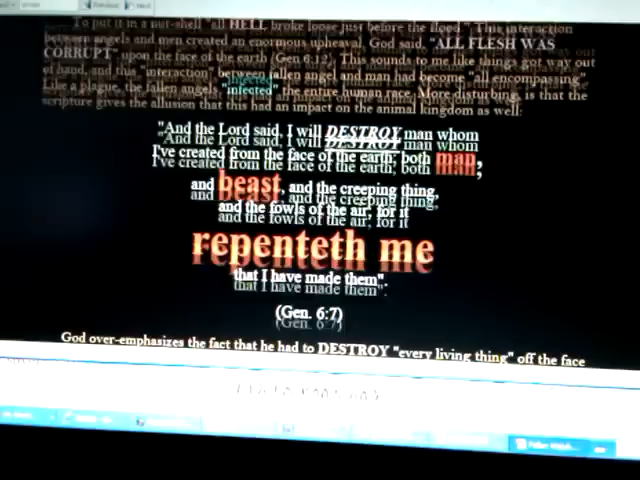 Previous Next
To put it in a nut-shell "all HELL broke loose just before the flood." This interaction
between angels and men created an enormous upheaval, God said, "ALL FLESH WAS
CORRUPT" upon the face of the earth (Gen 6:12). This sounds to me like things got way out
of hand, and this "interaction" fallen angel and man had become "all encompassing".
Like a plague, the fallen angels "infected" the entire human is that the
scripture gives the allusion that this had an impact on the animal kingdom as well:
"And the Lord said, I will DESTROY man whom
I've created from the face of the earth; both man,
and beast, and the creeping thing,
and the fowls of the air; for it
repenteth me
that I have made them":
(Gen. 6:7)
God over-emphasizes the fact that he had to DESTROY "every living thing" off the face